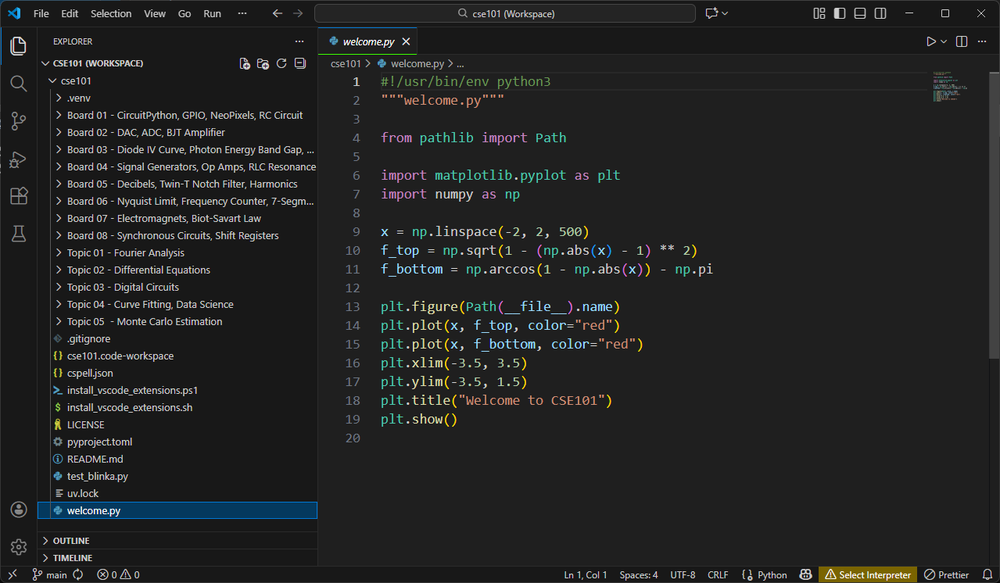 File Edit Selection View Go Run ··· cse101 (Workspace)
EXPLORER ···
CSE101 (WORKSPACE)
cse101
.venv
Board 01 - CircuitPython, GPIO, NeoPixels, RC Circuit
Board 02 - DAC, ADC, BJT Amplifier
Board 03 - Diode IV Curve, Photon Energy Band Gap, ...
Board 04 - Signal Generators, Op Amps, RLC Resonance
Board 05 - Decibels, Twin-T Notch Filter, Harmonics
Board 06 - Nyquist Limit, Frequency Counter, 7-Segm...
Board 07 - Electromagnets, Biot-Savart Law
Board 08 - Synchronous Circuits, Shift Registers
Topic 01 - Fourier Analysis
Topic 02 - Differential Equations
Topic 03 - Digital Circuits
Topic 04 - Curve Fitting, Data Science
Topic 05  - Monte Carlo Estimation
.gitignore
{} cse101.code-workspace
{} cspell.json
install_vscode_extensions.ps1
$ install_vscode_extensions.sh
LICENSE
pyproject.toml
README.md
test_blinka.py
uv.lock
welcome.py
OUTLINE
TIMELINE
welcome.py
cse101 > welcome.py > ...
1 #!/usr/bin/env python3
2 """welcome.py"""
3
4 from pathlib import Path
5
6 import matplotlib.pyplot as plt
7 import numpy as np
8
9 x = np.linspace(-2, 2, 500)
10 f_top = np.sqrt(1 - (np.abs(x) - 1) ** 2)
11 f_bottom = np.arccos(1 - np.abs(x)) - np.pi
12
13 plt.figure(Path(__file__).name)
14 plt.plot(x, f_top, color="red")
15 plt.plot(x, f_bottom, color="red")
16 plt.xlim(-3.5, 3.5)
17 plt.ylim(-3.5, 1.5)
18 plt.title("Welcome to CSE101")
19 plt.show()
20
main 0 0 Ln 1, Col 1 Spaces: 4 UTF-8 CRLF {} Python Select Interpreter Prettier